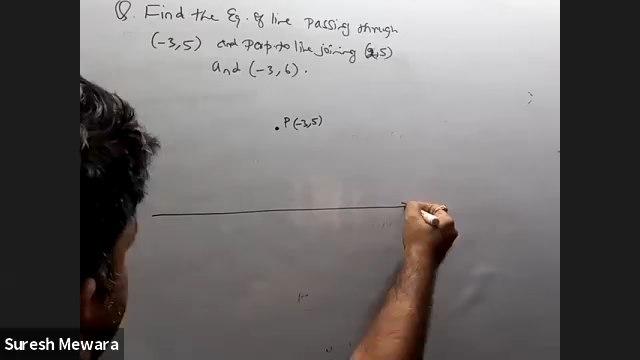 Q. Find the Eq. of line passing through
(-3,5) and perp to line joining (2,5)
and (-3,6).
P(-3,5)
Suresh Mewara